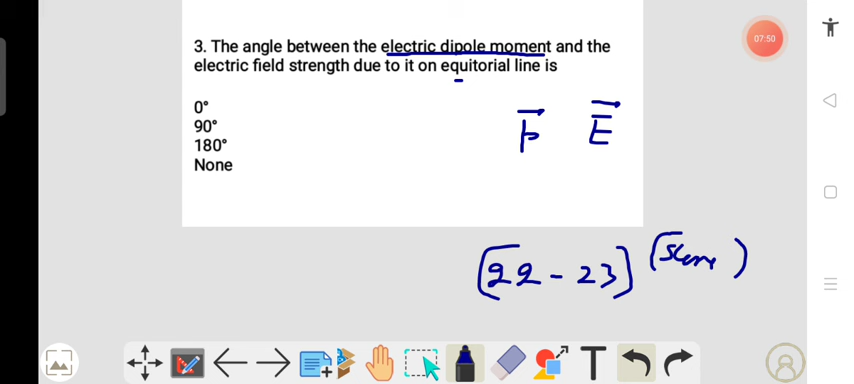 07:50
3. The angle between the electric dipole moment and the
electric field strength due to it on equitorial line is
0°
90°
180°
None
p E
[22-23]
T